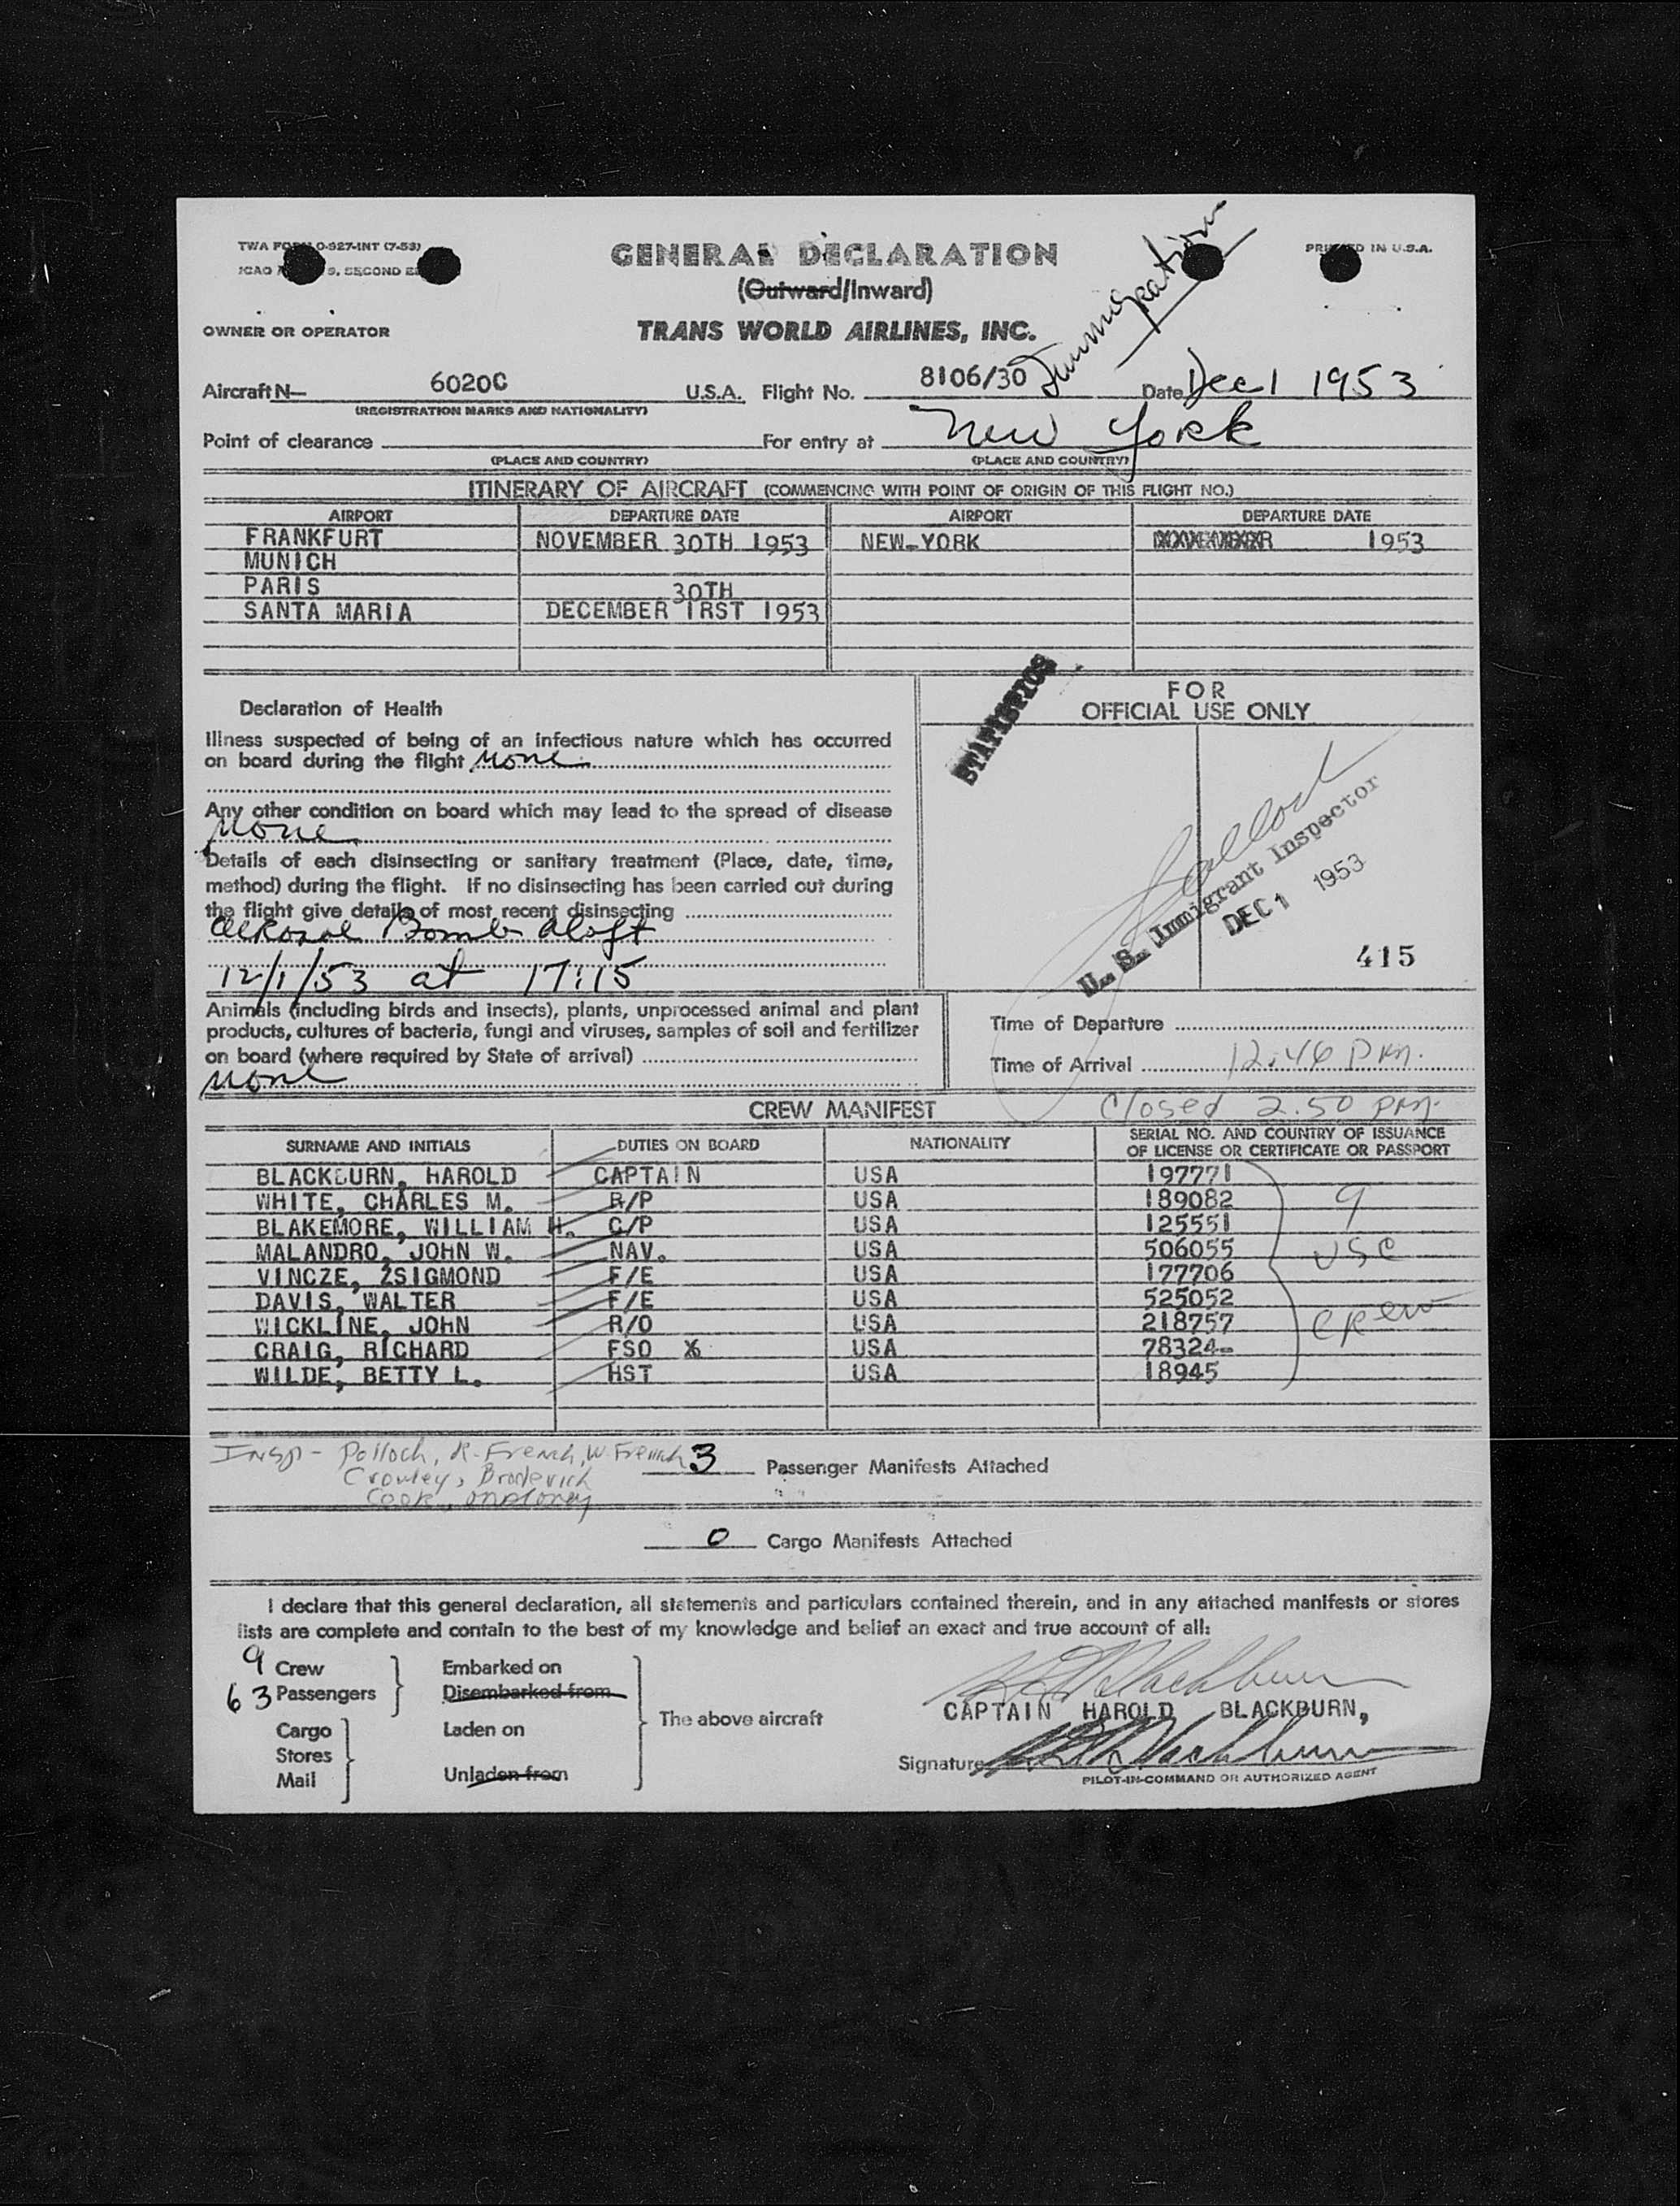 TWA FO O-927-INT (7-53)
ICAO 9, SECOND E
GENERAL DECLARATION
PR D IN U.S.A.
(Outward/Inward)
Immigration
OWNER OR OPERATOR
TRANS WORLD AIRLINES, INC.
Aircraft N— 6020C U.S.A. Flight No. 8106/30 Date Dec 1 1953
(REGISTRATION MARKS AND NATIONALITY)
Point of clearance For entry at New York
(PLACE AND COUNTRY) (PLACE AND COUNTRY)
ITINERARY OF AIRCRAFT (COMMENCING WITH POINT OF ORIGIN OF THIS FLIGHT NO.)
AIRPORT DEPARTURE DATE AIRPORT DEPARTURE DATE
FRANKFURT NOVEMBER 30TH 1953 NEW-YORK 1953
MUNICH
PARIS 30TH
SANTA MARIA DECEMBER 1RST 1953
STATISTICS
FOR
OFFICIAL USE ONLY
Declaration of Health
Illness suspected of being of an infectious nature which has occurred
on board during the flight None
Any other condition on board which may lead to the spread of disease
None
Details of each disinsecting or sanitary treatment (Place, date, time,
method) during the flight. If no disinsecting has been carried out during
the flight give details of most recent disinsecting
Aerosol Bomb aloft
12/1/53 at 17:15
Pollock
U. S. Immigrant Inspector
DEC 1 1953
415
Animals (including birds and insects), plants, unprocessed animal and plant
products, cultures of bacteria, fungi and viruses, samples of soil and fertilizer
on board (where required by State of arrival)
None
Time of Departure
Time of Arrival 12.46 Pm.
CREW MANIFEST Closed 2.50 pm.
SURNAME AND INITIALS DUTIES ON BOARD NATIONALITY SERIAL NO. AND COUNTRY OF ISSUANCE
OF LICENSE OR CERTIFICATE OR PASSPORT
BLACKBURN, HAROLD CAPTAIN USA 197771
WHITE, CHARLES M. R/P USA 189082
BLAKEMORE, WILLIAM H. C/P USA 125551
MALANDRO, JOHN W. NAV. USA 506055
VINCZE, ZSIGMOND F/E USA 177706
DAVIS, WALTER F/E USA 525052
WICKLINE, JOHN R/O USA 218757
CRAIG, RICHARD FSO X USA 78324-
WILDE, BETTY L. HST USA 18945
9
USC
CREW
Insp - Polloch, R. French, W. French
Crowley, Broderick
Cook,
3 Passenger Manifests Attached
0 Cargo Manifests Attached
I declare that this general declaration, all statements and particulars contained therein, and in any attached manifests or stores
lists are complete and contain to the best of my knowledge and belief an exact and true account of all:
9 Crew Embarked on
63 Passengers Disembarked from
Cargo Laden on
Stores
Mail Unladen from
The above aircraft
H Blackburn
CAPTAIN HAROLD BLACKBURN,
Signature H Blackburn
PILOT-IN-COMMAND OR AUTHORIZED AGENT